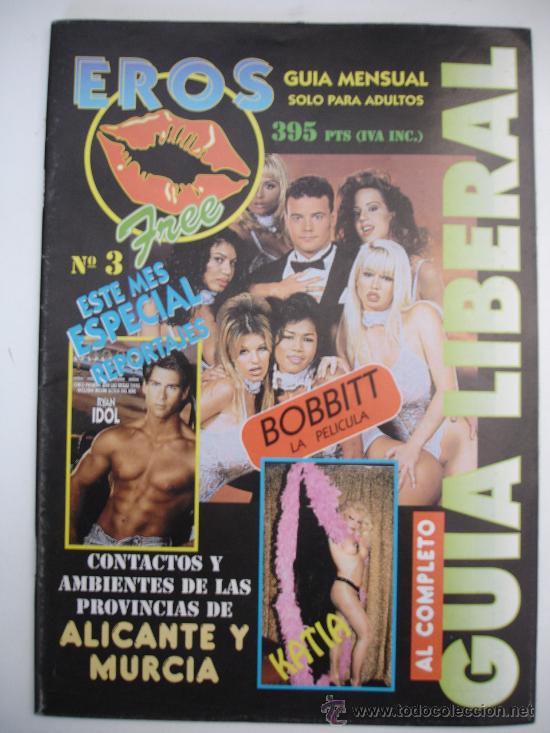 EROS
Free
GUIA MENSUAL
SOLO PARA ADULTOS
395 PTS (IVA INC.)
Nº 3
ESTE MES
ESPECIAL
REPORTAJES
RYAN
IDOL
BOBBITT
LA PELICULA
CONTACTOS Y
AMBIENTES DE LAS
PROVINCIAS DE
ALICANTE Y
MURCIA
KATIA
AL COMPLETO
GUIA LIBERAL
www.todocoleccion.net